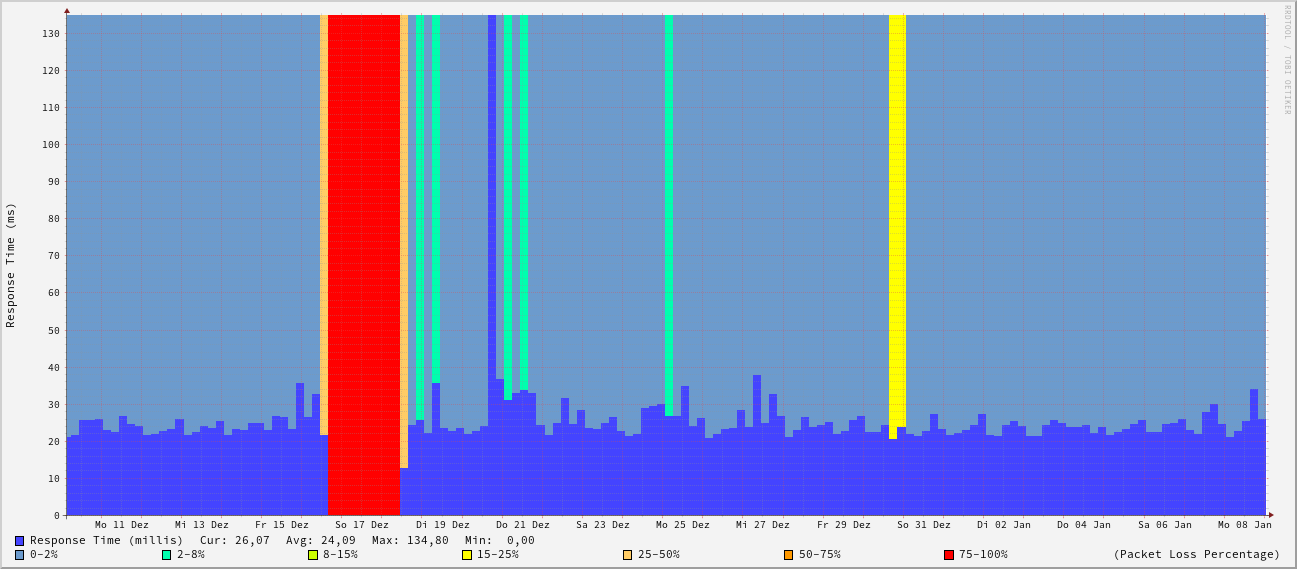 RRDTOOL / TOBI OETIKER
Response Time (ms)
130
120
110
100
90
80
70
60
50
40
30
20
10
0
Mo 11 Dez Mi 13 Dez Fr 15 Dez So 17 Dez Di 19 Dez Do 21 Dez Sa 23 Dez Mo 25 Dez Mi 27 Dez Fr 29 Dez So 31 Dez Di 02 Jan Do 04 Jan Sa 06 Jan Mo 08 Jan
Response Time (millis) Cur: 26,07 Avg: 24,09 Max: 134,80 Min: 0,00
0-2% 2-8% 8-15% 15-25% 25-50% 50-75% 75-100% (Packet Loss Percentage)